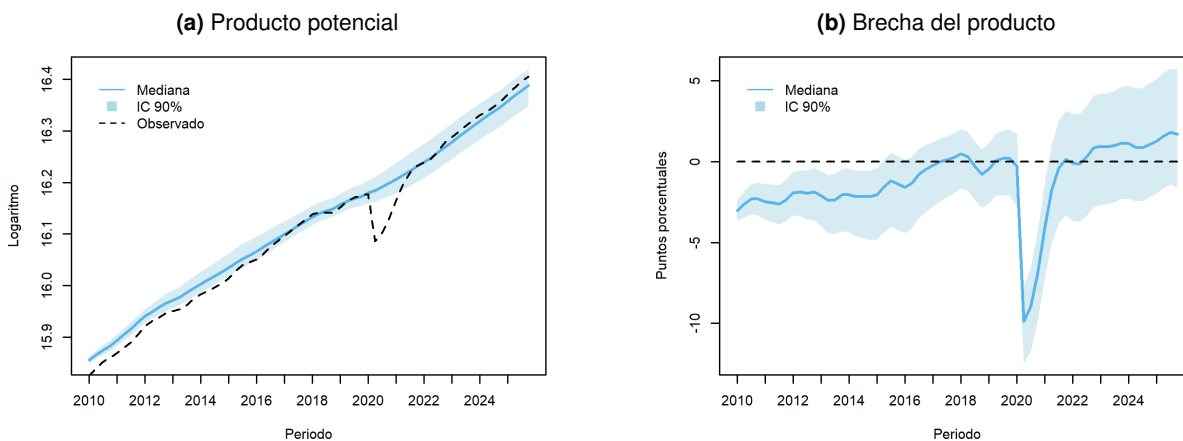 (a) Producto potencial
Mediana
IC 90%
Observado
Logaritmo
16.4
16.3
16.2
16.1
16.0
15.9
2010 2012 2014 2016 2018 2020 2022 2024
Periodo
(b) Brecha del producto
Mediana
IC 90%
Puntos porcentuales
5
0
-5
-10
2010 2012 2014 2016 2018 2020 2022 2024
Periodo